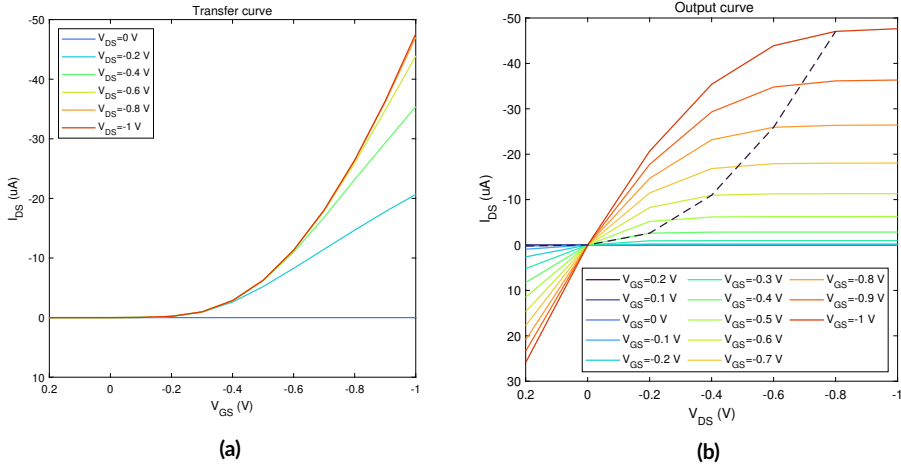 Transfer curve
-50
-40
-30
-20
-10
0
10
I_DS (uA)
0.2 0 -0.2 -0.4 -0.6 -0.8 -1
V_GS (V)
V_DS=0 V
V_DS=-0.2 V
V_DS=-0.4 V
V_DS=-0.6 V
V_DS=-0.8 V
V_DS=-1 V
(a)
Output curve
-50
-40
-30
-20
-10
0
10
20
30
I_DS (uA)
0.2 0 -0.2 -0.4 -0.6 -0.8 -1
V_DS (V)
V_GS=0.2 V V_GS=-0.3 V V_GS=-0.8 V
V_GS=0.1 V V_GS=-0.4 V V_GS=-0.9 V
V_GS=0 V V_GS=-0.5 V V_GS=-1 V
V_GS=-0.1 V V_GS=-0.6 V
V_GS=-0.2 V V_GS=-0.7 V
(b)